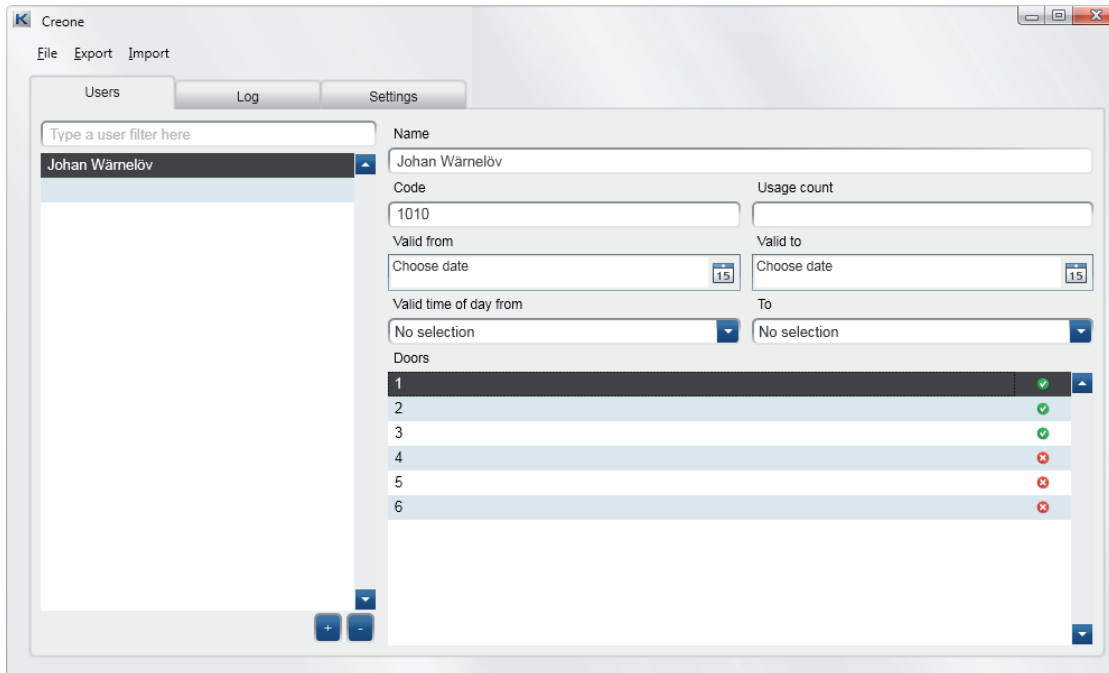 K Creone
File Export Import
Users Log Settings
Type a user filter here
Johan Wärnelöv
Name
Johan Wärnelöv
Code Usage count
1010
Valid from Valid to
Choose date 15 Choose date 15
Valid time of day from To
No selection No selection
Doors
1
2
3
4
5
6
+ -